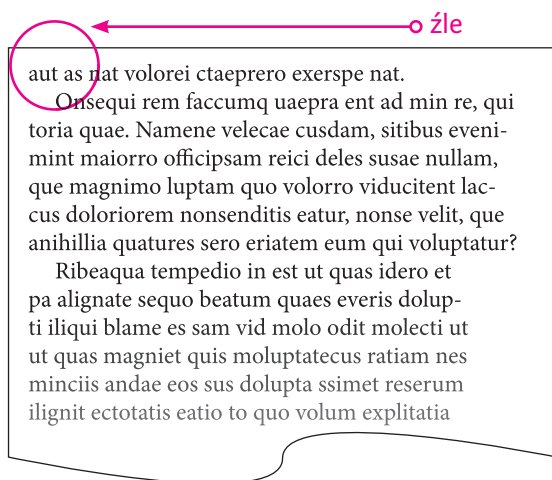 źle
aut as nat volorei ctaeprero exerspe nat.
Onsequi rem faccumq uaepra ent ad min re, qui
toria quae. Namene velecae cusdam, sitibus eveni-
mint maiorro officipsam reici deles susae nullam,
que magnimo luptam quo volorro viducitent lac-
cus doloriorem nonsenditis eatur, nonse velit, que
anihillia quatures sero eriatem eum qui voluptatur?
Ribeaqua tempedio in est ut quas idero et
pa alignate sequo beatum quaes everis dolup-
ti iliqui blame es sam vid molo odit molecti ut
ut quas magniet quis moluptatecus ratiam nes
minciis andae eos sus dolupta ssimet reserum
ilignit ectotatis eatio to quo volum explitatia